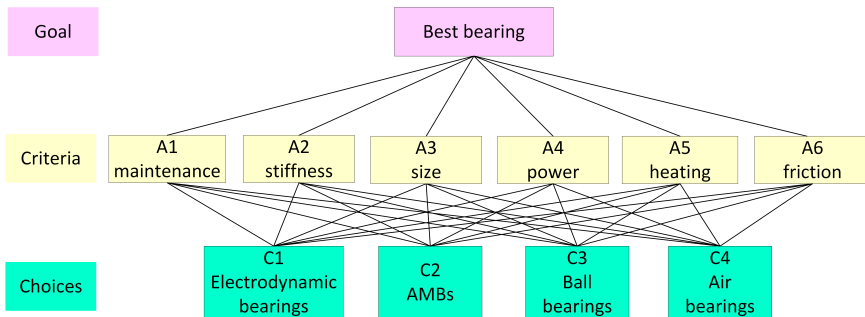 Goal
Best bearing
Criteria
A1
maintenance
A2
stiffness
A3
size
A4
power
A5
heating
A6
friction
Choices
C1
Electrodynamic
bearings
C2
AMBs
C3
Ball
bearings
C4
Air
bearings